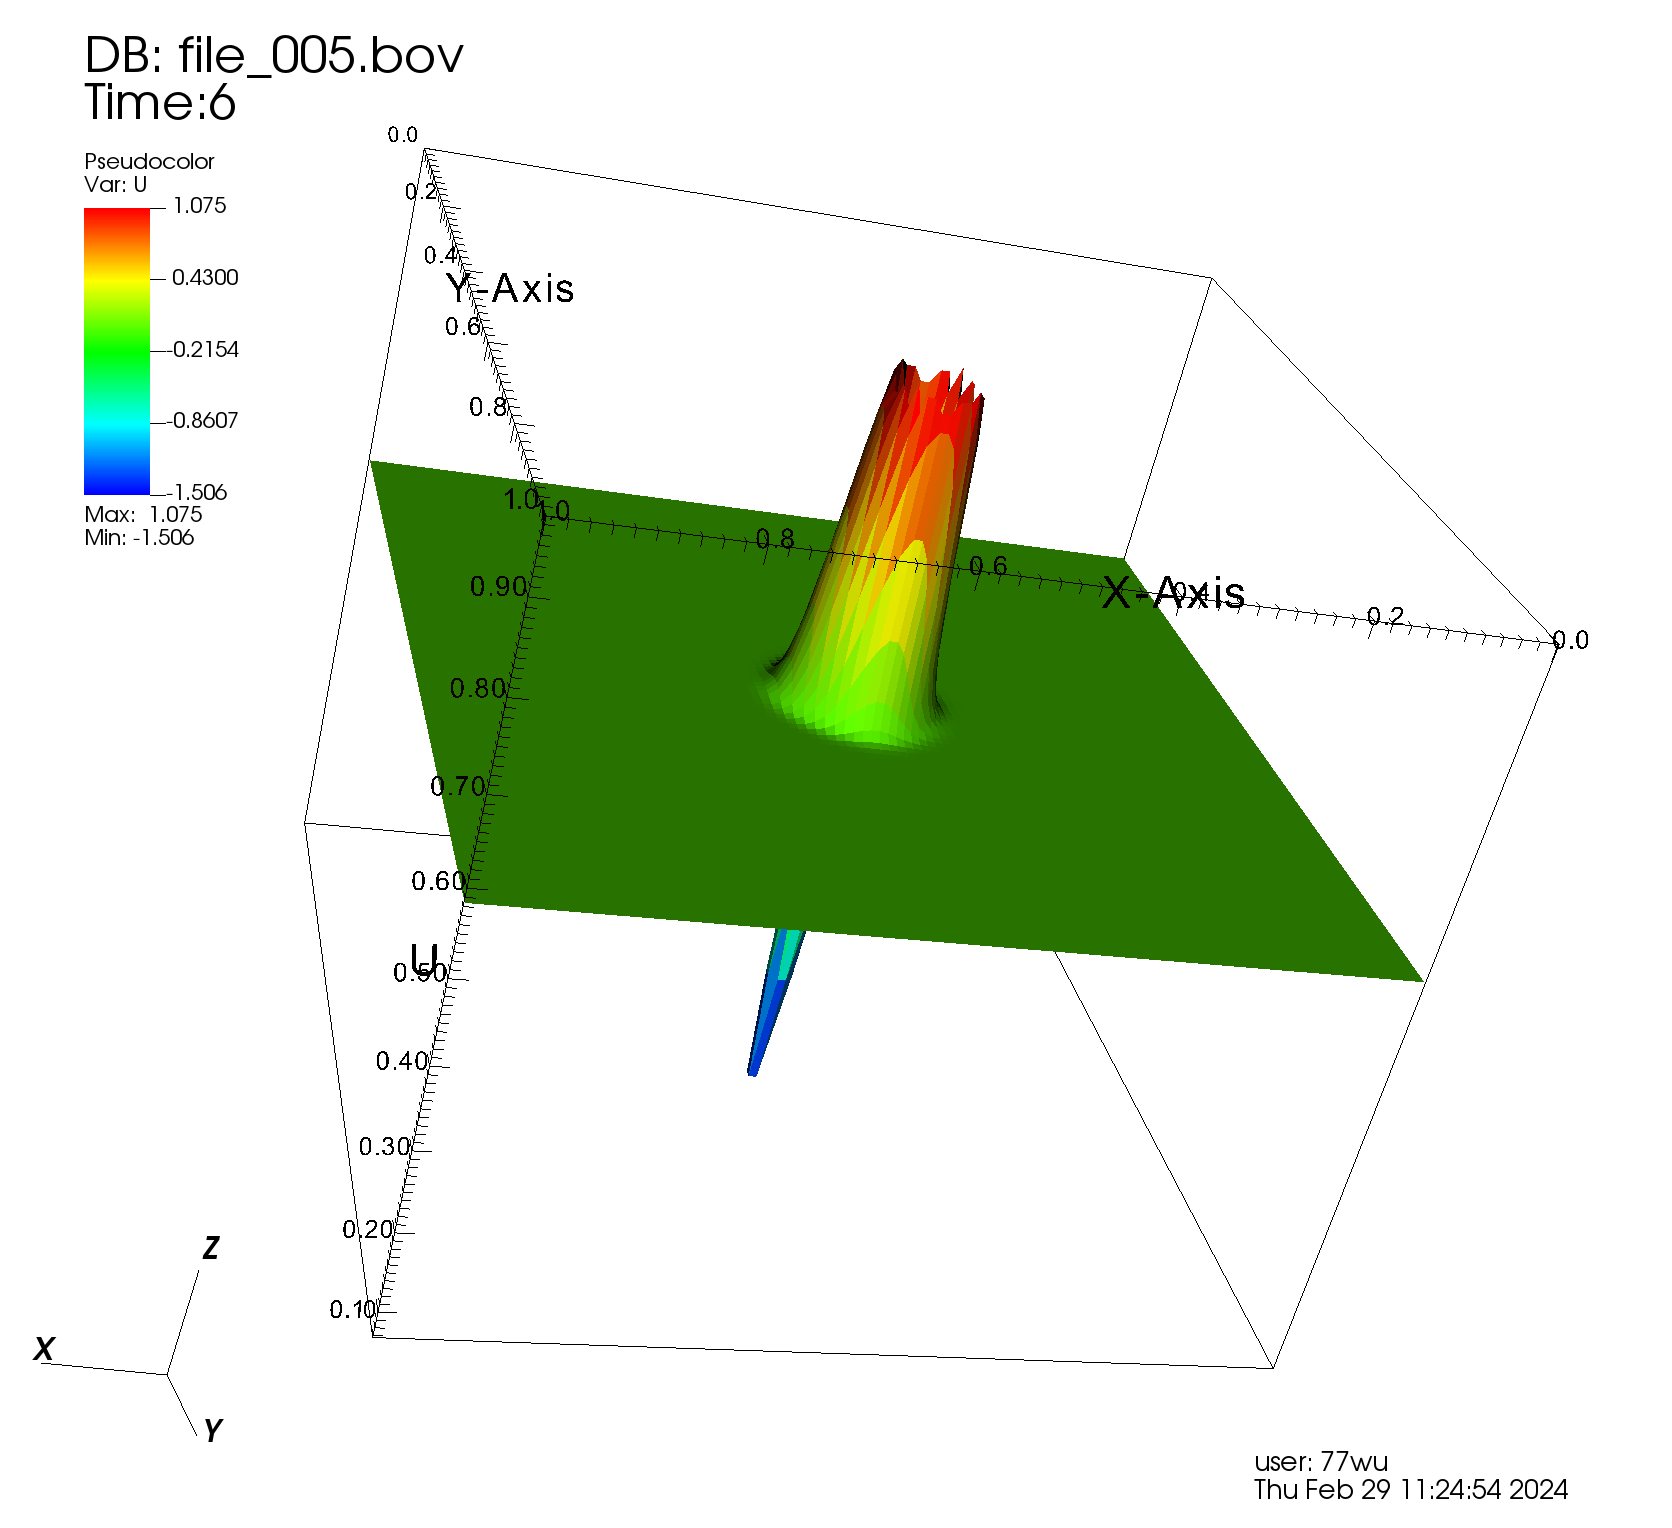 DB: file_005.bov
Time:6
Pseudocolor
Var: U
1.075
0.4300
-0.2154
-0.8607
-1.506
Max: 1.075
Min: -1.506
0.0
0.2
0.4
Y-Axis
0.6
0.8
1.0
1.0
0.8
0.6
X-Axis
0.4
0.2
0.0
0.90
0.80
0.70
0.60
U
0.50
0.40
0.30
0.20
0.10
Z
X
Y
user: 77wu
Thu Feb 29 11:24:54 2024